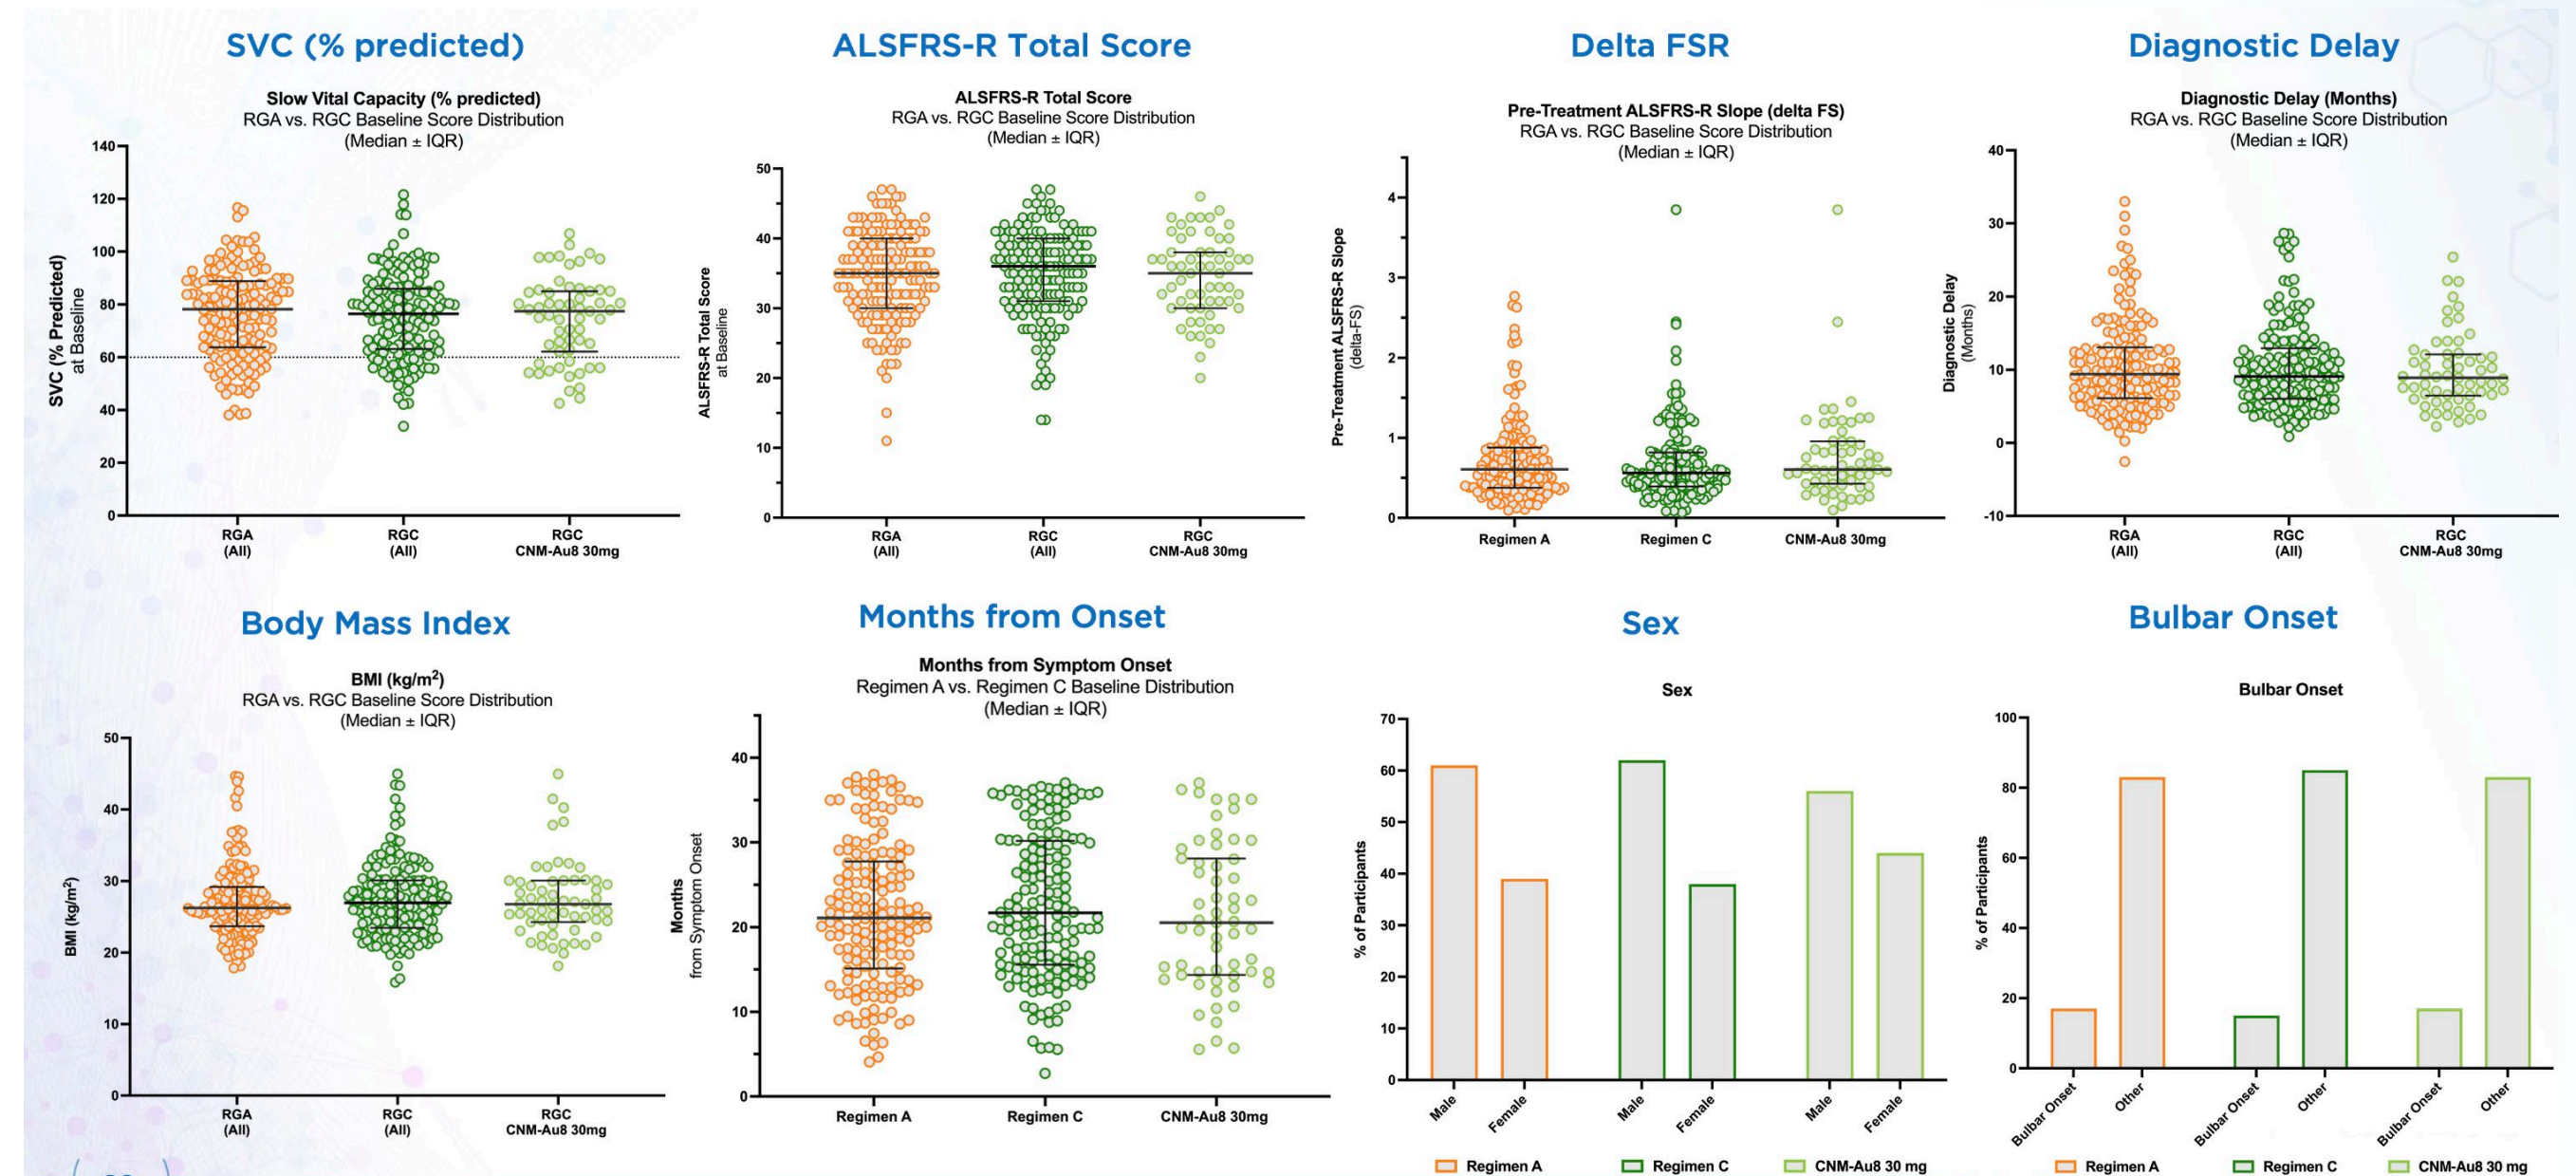 SVC (% predicted)
Slow Vital Capacity (% predicted)
RGA vs. RGC Baseline Score Distribution
(Median ± IQR)
SVC (% Predicted)
at Baseline
140
120
100
80
60
40
20
0
RGA
(All)
RGC
(All)
RGC
CNM-Au8 30mg
ALSFRS-R Total Score
ALSFRS-R Total Score
RGA vs. RGC Baseline Score Distribution
(Median ± IQR)
ALSFRS-R Total Score
at Baseline
50
40
30
20
10
0
RGA
(All)
RGC
(All)
RGC
CNM-Au8 30mg
Delta FSR
Pre-Treatment ALSFRS-R Slope (delta FS)
RGA vs. RGC Baseline Score Distribution
(Median ± IQR)
Pre-Treatment ALSFRS-R Slope
(delta-FS)
4
3
2
1
0
Regimen A
Regimen C
CNM-Au8 30mg
Diagnostic Delay
Diagnostic Delay (Months)
RGA vs. RGC Baseline Score Distribution
(Median ± IQR)
Diagnostic Delay
(Months)
40
30
20
10
0
-10
RGA
(All)
RGC
(All)
RGC
CNM-Au8 30mg
Body Mass Index
BMI (kg/m²)
RGA vs. RGC Baseline Score Distribution
(Median ± IQR)
BMI (kg/m²)
50
40
30
20
10
0
RGA
(All)
RGC
(All)
RGC
CNM-Au8 30mg
Months from Onset
Months from Symptom Onset
Regimen A vs. Regimen C Baseline Distribution
(Median ± IQR)
Months
from Symptom Onset
40
30
20
10
0
Regimen A
Regimen C
CNM-Au8 30mg
Sex
Sex
% of Participants
70
60
50
40
30
20
10
0
Male
Female
Male
Female
Male
Female
Regimen A
Regimen C
CNM-Au8 30 mg
Bulbar Onset
Bulbar Onset
% of Participants
100
80
60
40
20
0
Bulbar Onset
Other
Bulbar Onset
Other
Bulbar Onset
Other
Regimen A
Regimen C
CNM-Au8 30 mg